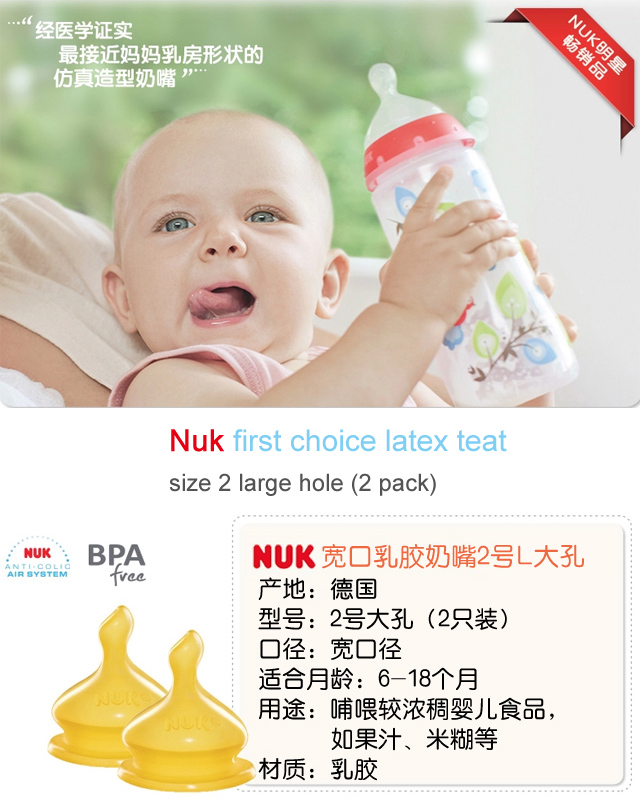 “经医学证实
最接近妈妈乳房形状的
仿真造型奶嘴”
NUK明星
畅销品
Nuk first choice latex teat
size 2 large hole (2 pack)
NUK
ANTI-COLIC
AIR SYSTEM
BPA
free
NUK
NUK
NUK 宽口乳胶奶嘴2号L大孔
产地：德国
型号：2号大孔（2只装）
口径：宽口径
适合月龄：6-18个月
用途：哺喂较浓稠婴儿食品，
如果汁、米糊等
材质：乳胶